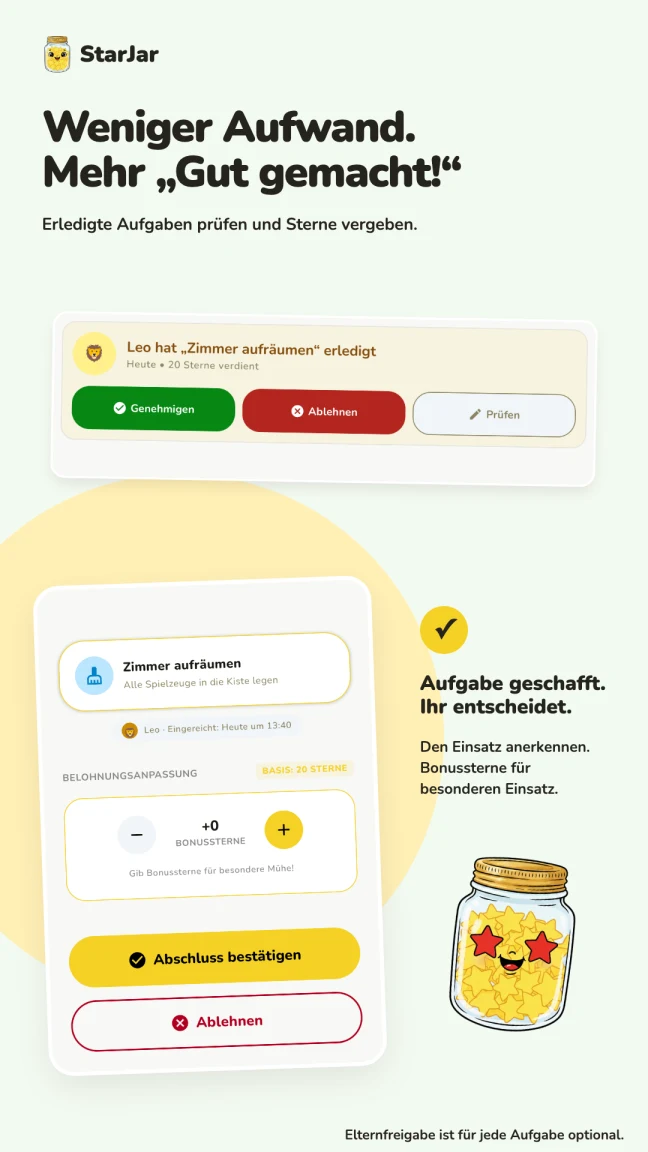 StarJar
Weniger Aufwand.
Mehr „Gut gemacht!“
Erledigte Aufgaben prüfen und Sterne vergeben.
Leo hat „Zimmer aufräumen“ erledigt
Heute • 20 Sterne verdient
Genehmigen
Ablehnen
Prüfen
Zimmer aufräumen
Alle Spielzeuge in die Kiste legen
Leo · Eingereicht: Heute um 13:40
BELOHNUNGSANPASSUNG
BASIS: 20 STERNE
+0
BONUSSTERNE
Gib Bonussterne für besondere Mühe!
Abschluss bestätigen
Ablehnen
Aufgabe geschafft.
Ihr entscheidet.
Den Einsatz anerkennen.
Bonussterne für
besonderen Einsatz.
Elternfreigabe ist für jede Aufgabe optional.